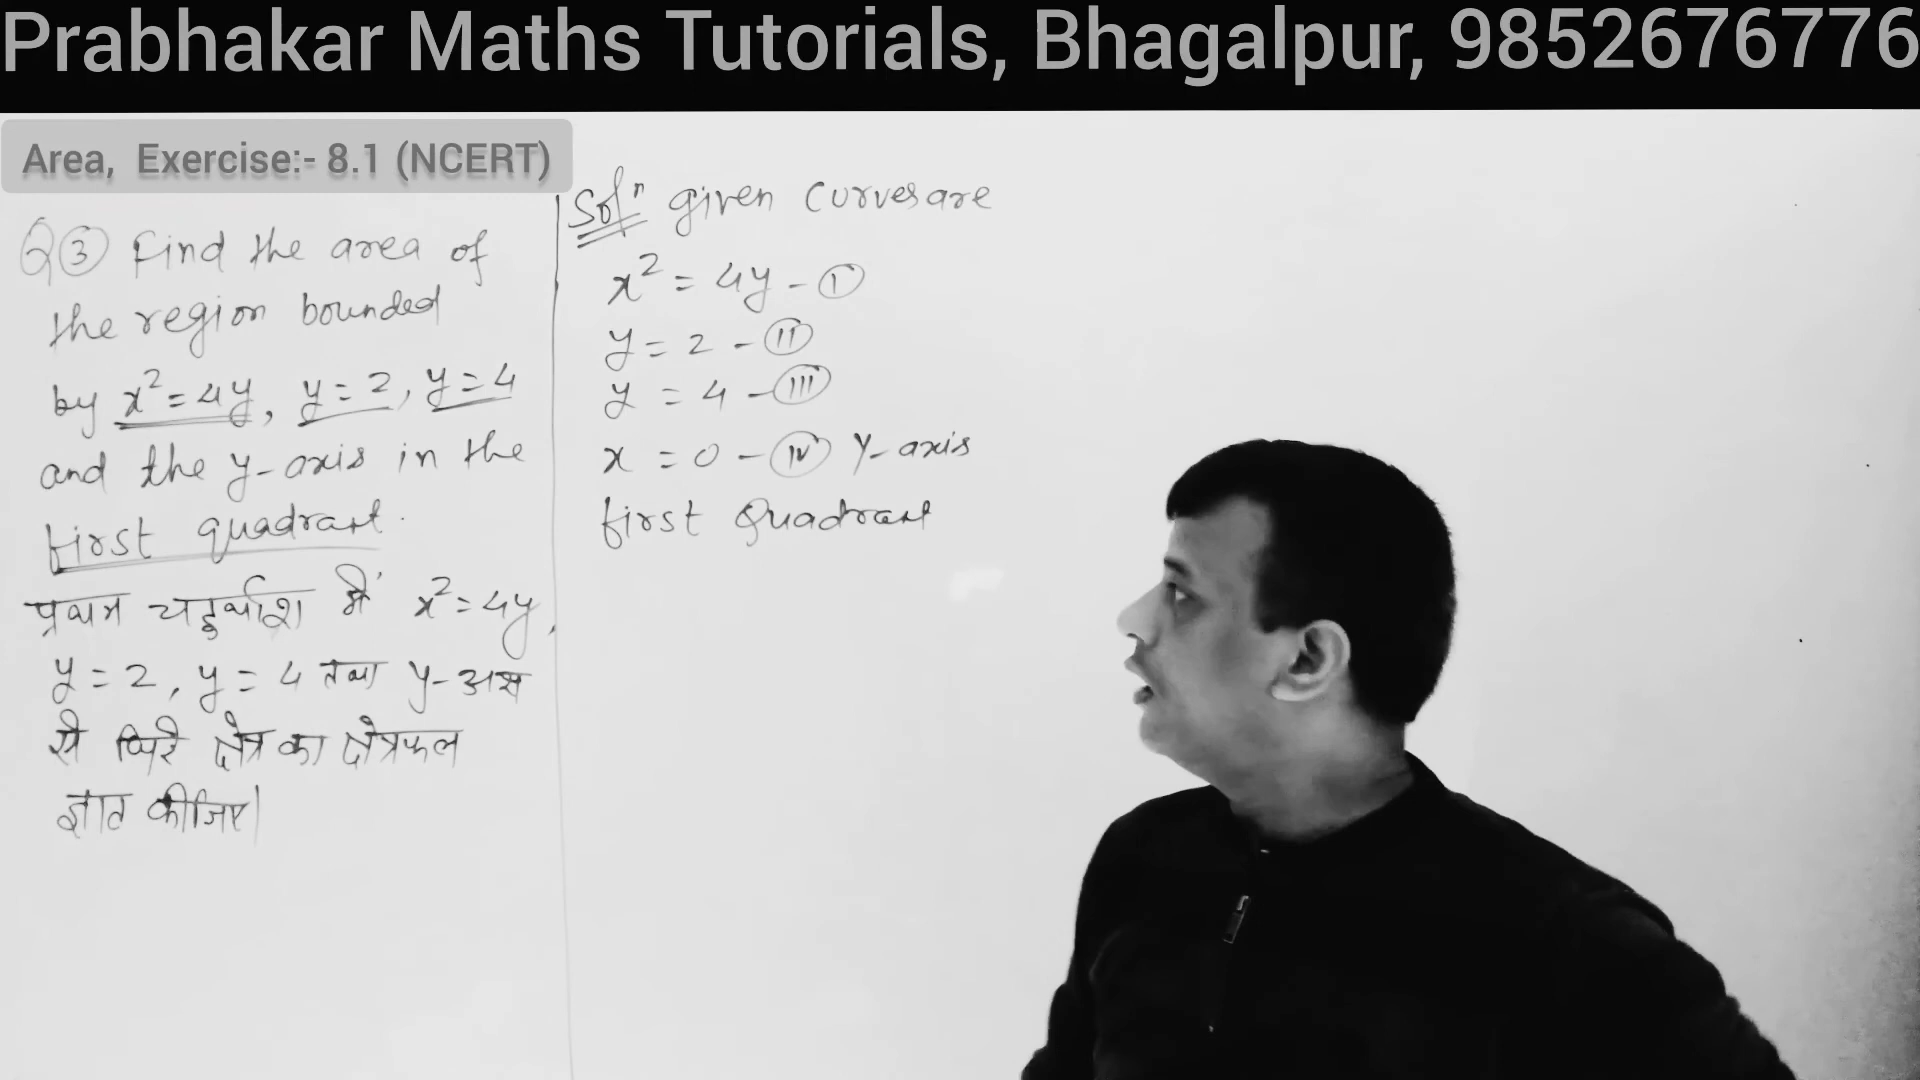 Prabhakar Maths Tutorials, Bhagalpur, 9852676776
Area, Exercise:- 8.1 (NCERT)
Q③ Find the area of
the region bounded
by x² = 4y, y = 2, y = 4
and the y-axis in the
first quadrant.
प्रथम चतुर्थांश में x² = 4y,
y = 2, y = 4 तथा y-अक्ष
से घिरे क्षेत्र का क्षेत्रफल
ज्ञात कीजिए।
Solⁿ given curves are
x² = 4y - (I)
y = 2 - (II)
y = 4 - (III)
x = 0 - (IV) Y-axis
first Quadrant